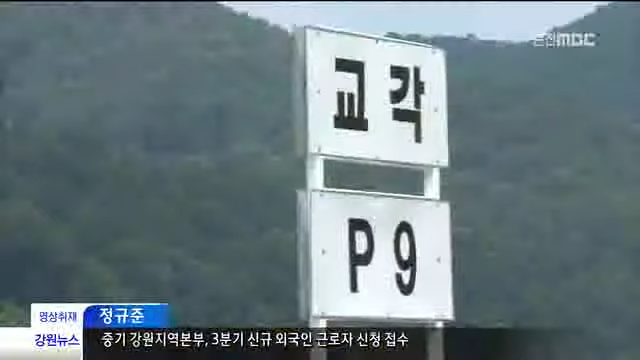 춘천MBC
교각
P9
영상취재
정규준
강원뉴스
중기 강원지역본부, 3분기 신규 외국인 근로자 신청 접수